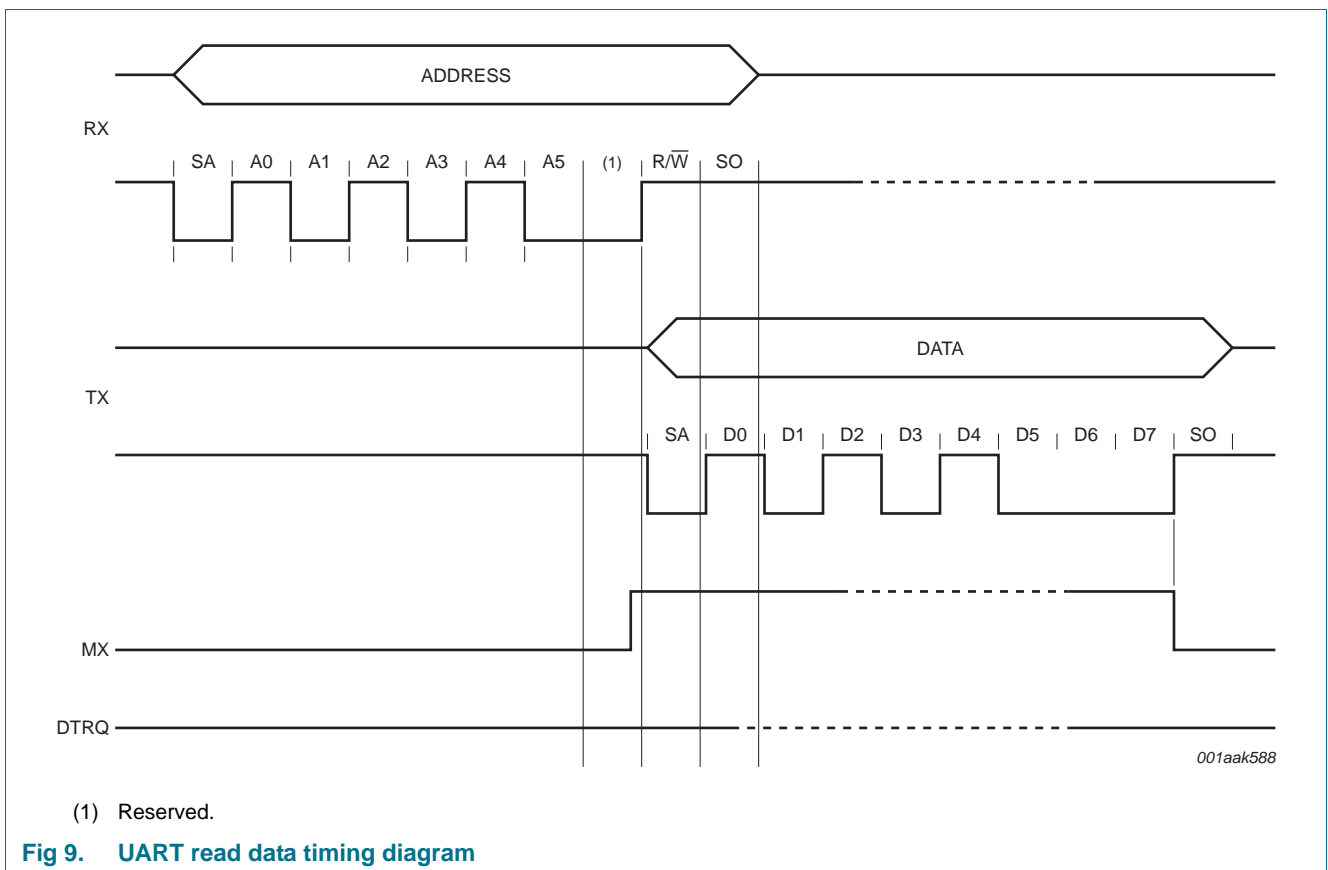 ADDRESS
RX
SA A0 A1 A2 A3 A4 A5 (1) R/W̅ SO
DATA
TX
SA D0 D1 D2 D3 D4 D5 D6 D7 SO
MX
DTRQ
001aak588
(1) Reserved.
Fig 9. UART read data timing diagram